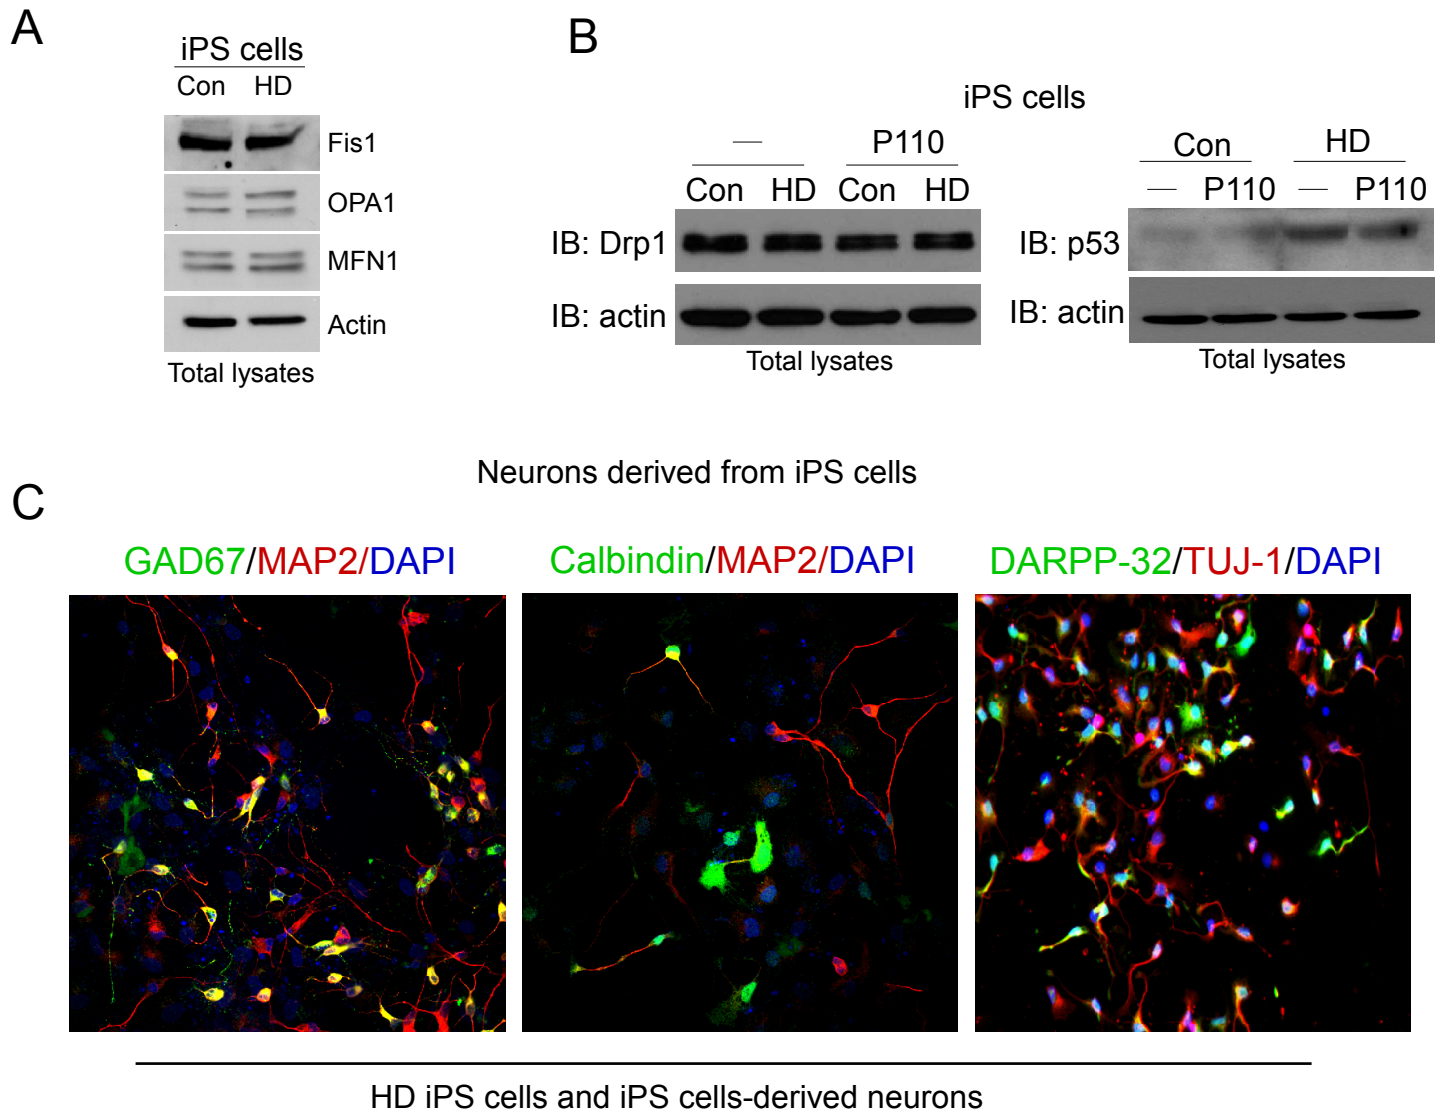 A
iPS cells
Con HD
Fis1
OPA1
MFN1
Actin
Total lysates
B
iPS cells
— P110
Con HD Con HD
IB: Drp1
IB: actin
Total lysates
Con HD
— P110 — P110
IB: p53
IB: actin
Total lysates
Neurons derived from iPS cells
C
GAD67/MAP2/DAPI
Calbindin/MAP2/DAPI
DARPP-32/TUJ-1/DAPI
HD iPS cells and iPS cells-derived neurons